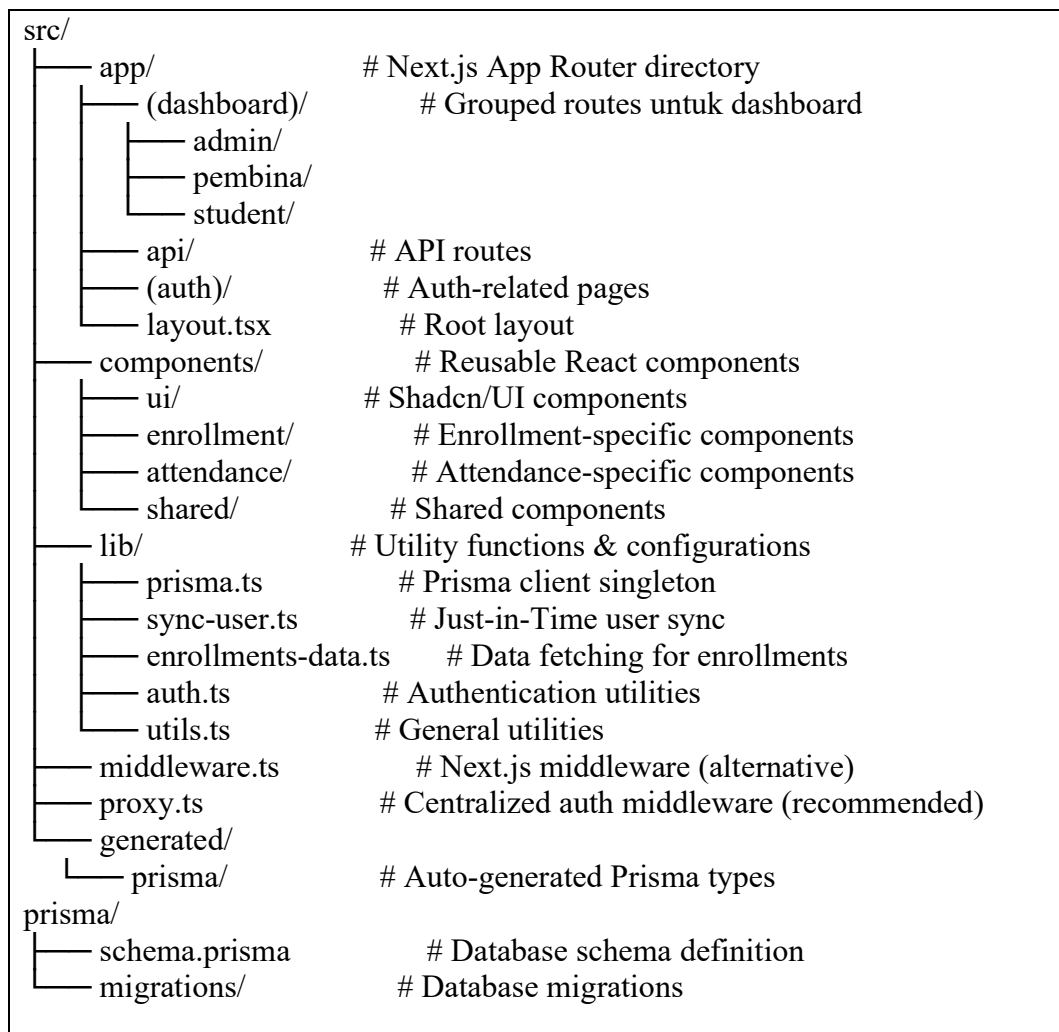 src/
├── app/ # Next.js App Router directory
│ ├── (dashboard)/ # Grouped routes untuk dashboard
│ │ ├── admin/
│ │ ├── pembina/
│ │ └── student/
│ ├── api/ # API routes
│ ├── (auth)/ # Auth-related pages
│ └── layout.tsx # Root layout
├── components/ # Reusable React components
│ ├── ui/ # Shadcn/UI components
│ ├── enrollment/ # Enrollment-specific components
│ ├── attendance/ # Attendance-specific components
│ └── shared/ # Shared components
├── lib/ # Utility functions & configurations
│ ├── prisma.ts # Prisma client singleton
│ ├── sync-user.ts # Just-in-Time user sync
│ ├── enrollments-data.ts # Data fetching for enrollments
│ ├── auth.ts # Authentication utilities
│ └── utils.ts # General utilities
├── middleware.ts # Next.js middleware (alternative)
├── proxy.ts # Centralized auth middleware (recommended)
└── generated/
└── prisma/ # Auto-generated Prisma types
prisma/
├── schema.prisma # Database schema definition
└── migrations/ # Database migrations